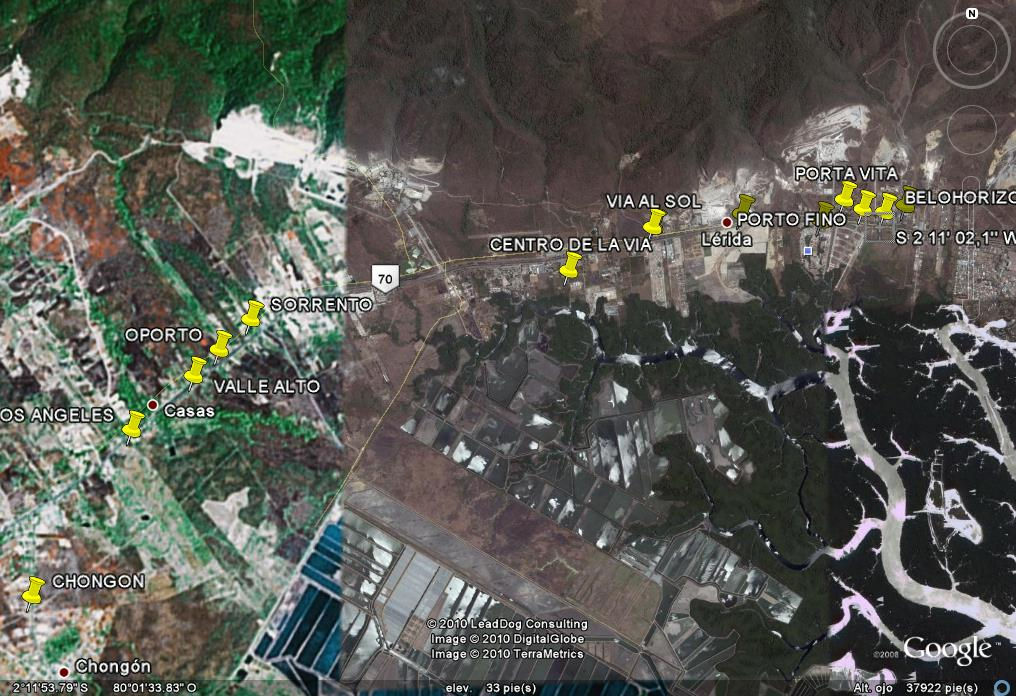 N
PORTA VITA
VIA AL SOL
BELOHORIZO
PORTO FINO
Lérida
S 2 11' 02,1" W
CENTRO DE LA VIA
70
SORRENTO
OPORTO
VALLE ALTO
OS ANGELES
Casas
CHONGON
© 2010 LeadDog Consulting
Image © 2010 DigitalGlobe
Image © 2010 TerraMetrics
©2008 Google
Chongón
2°11'53.79" S 80°01'33.83" O elev. 33 pie(s) Alt. ojo 37922 pie(s)